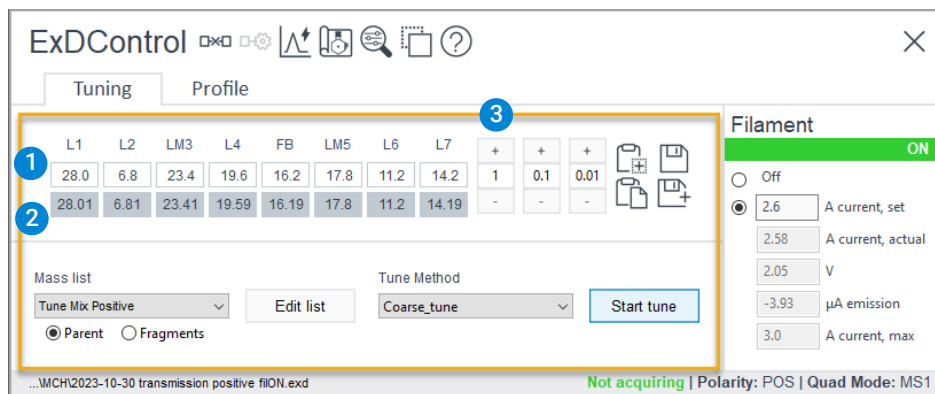 ExDControl
Tuning Profile
3
Filament
L1 L2 LM3 L4 FB LM5 L6 L7 + + +
ON
1 28.0 6.8 23.4 19.6 16.2 17.8 11.2 14.2 1 0.1 0.01
Off
2 28.01 6.81 23.41 19.59 16.19 17.8 11.2 14.19 - - -
2.6 A current, set
2.58 A current, actual
2.05 V
-3.93 µA emission
3.0 A current, max
Mass list Tune Method
Tune Mix Positive Edit list Coarse_tune Start tune
Parent Fragments
...\MCH\2023-10-30 transmission positive filON.exd
Not acquiring | Polarity: POS | Quad Mode: MS1